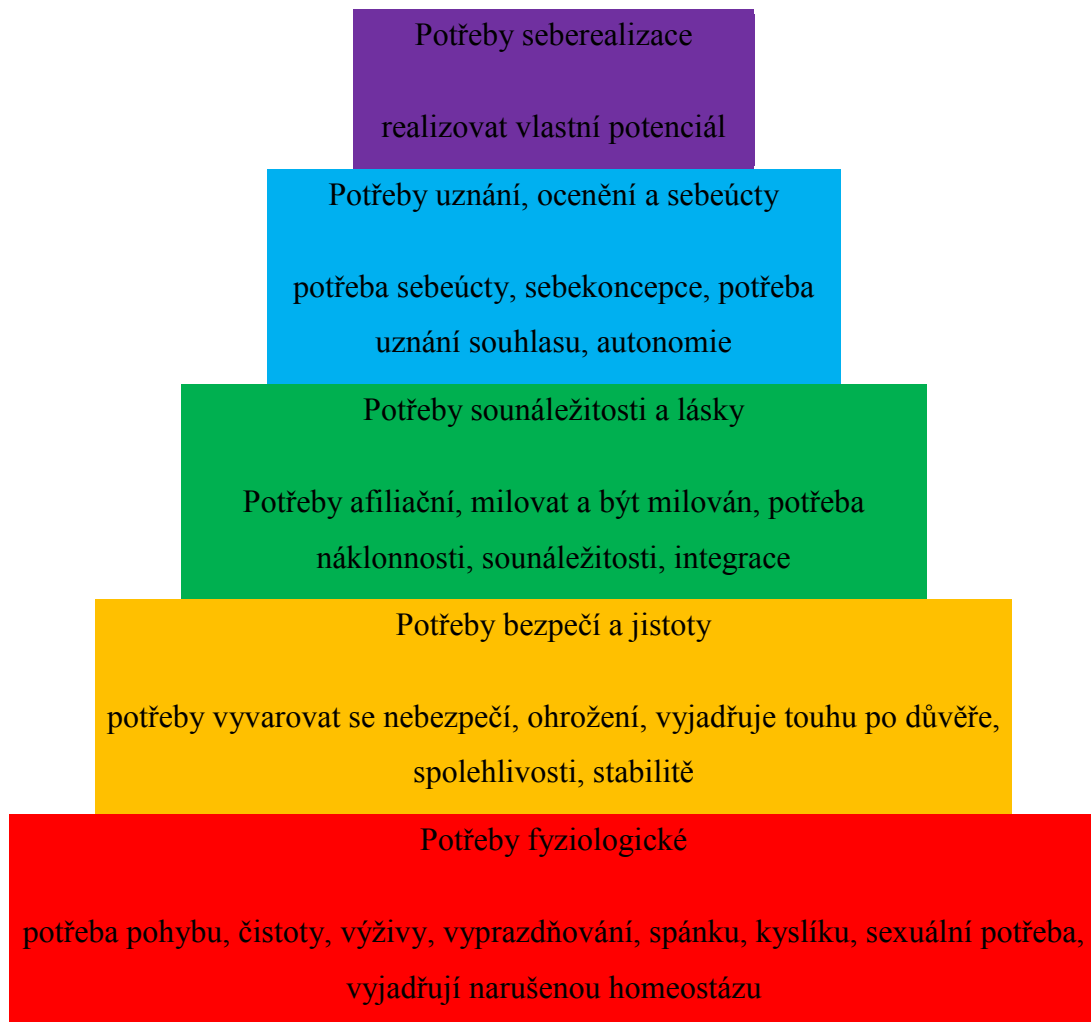 Potřeby seberealizace
realizovat vlastní potenciál
Potřeby uznání, ocenění a sebeúcty
potřeba sebeúcty, sebekoncepce, potřeba
uznání souhlasu, autonomie
Potřeby sounáležitosti a lásky
Potřeby afiliační, milovat a být milován, potřeba
náklonnosti, sounáležitosti, integrace
Potřeby bezpečí a jistoty
potřeby vyvarovat se nebezpečí, ohrožení, vyjadřuje touhu po důvěře,
spolehlivosti, stabilitě
Potřeby fyziologické
potřeba pohybu, čistoty, výživy, vyprazdňování, spánku, kyslíku, sexuální potřeba,
vyjadřují narušenou homeostázu